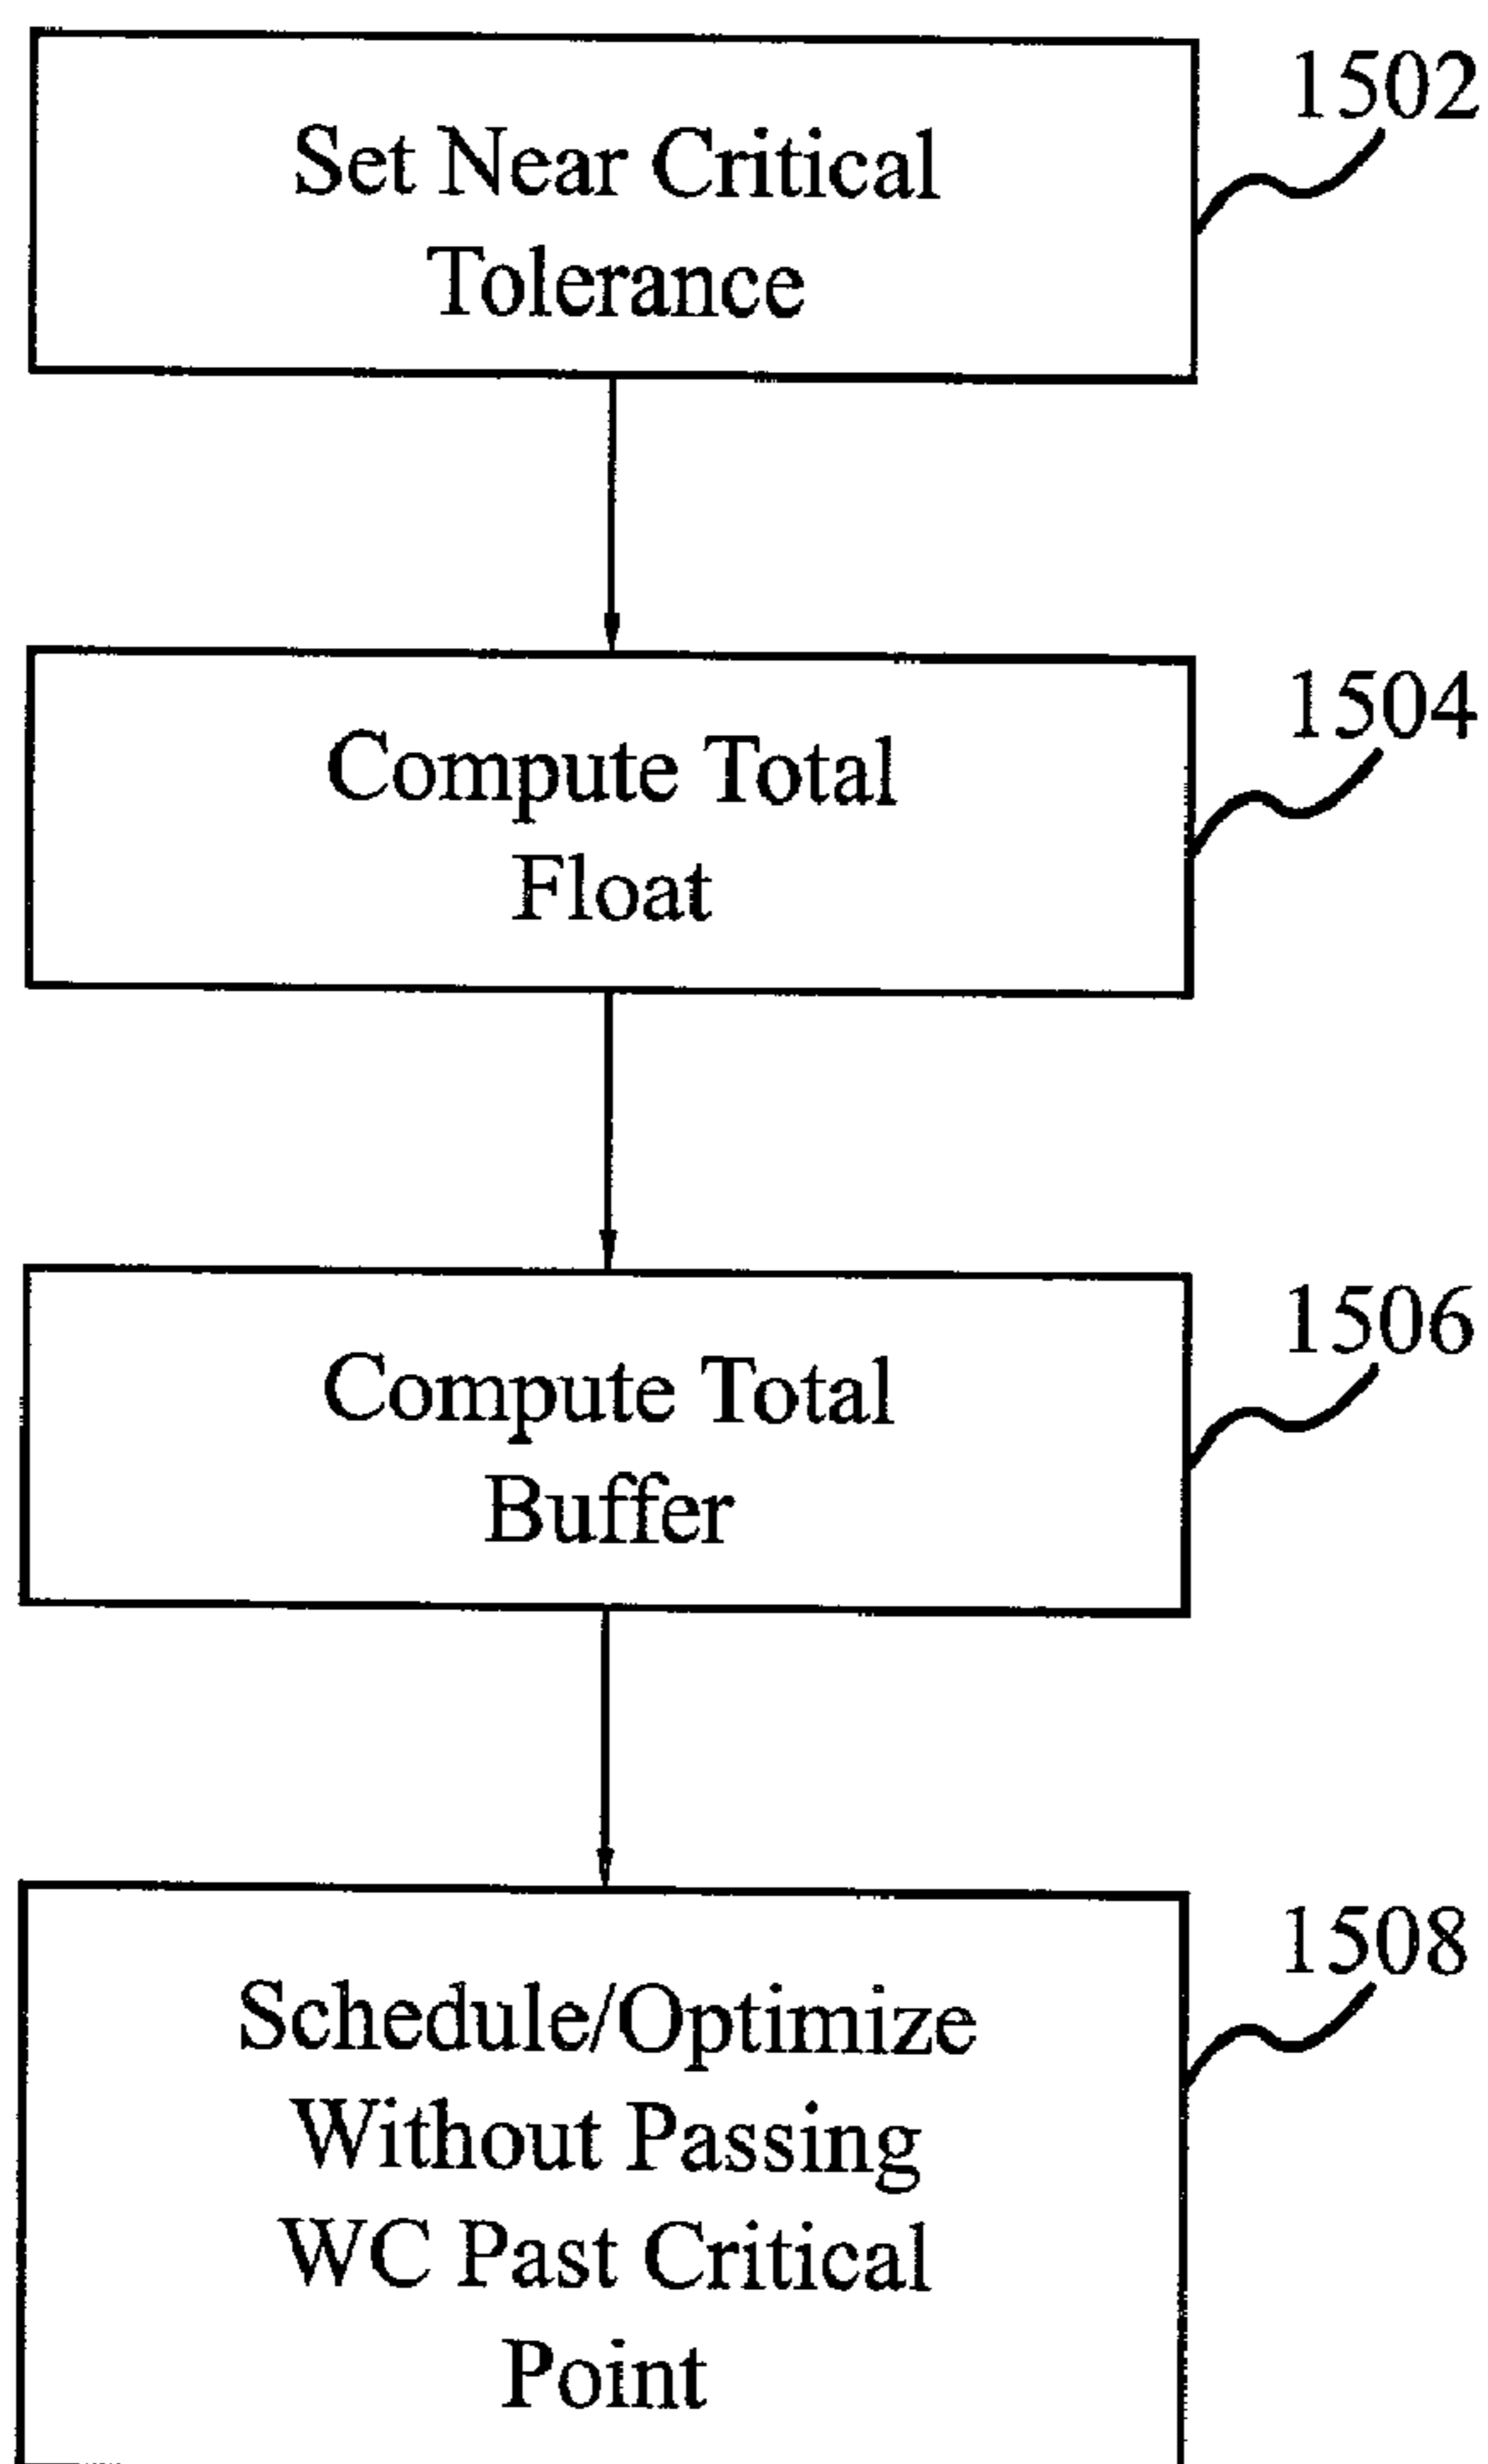 1502
Set Near Critical
Tolerance
1504
Compute Total
Float
1506
Compute Total
Buffer
1508
Schedule/Optimize
Without Passing
WC Past Critical
Point